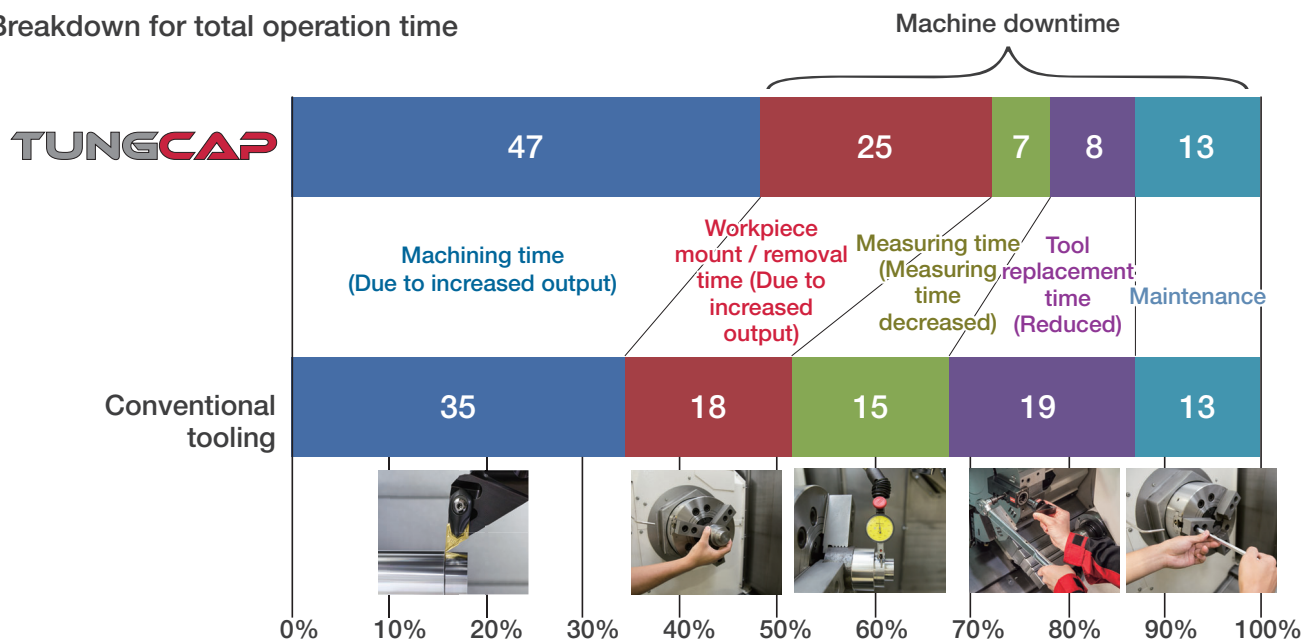 Breakdown for total operation time
Machine downtime
TUNGCAP
47
25
7
8
13
Machining time
(Due to increased output)
Workpiece
mount / removal
time (Due to
increased
output)
Measuring time
(Measuring
time
decreased)
Tool
replacement
time
(Reduced)
Maintenance
Conventional
tooling
35
18
15
19
13
0%
10%
20%
30%
40%
50%
60%
70%
80%
90%
100%